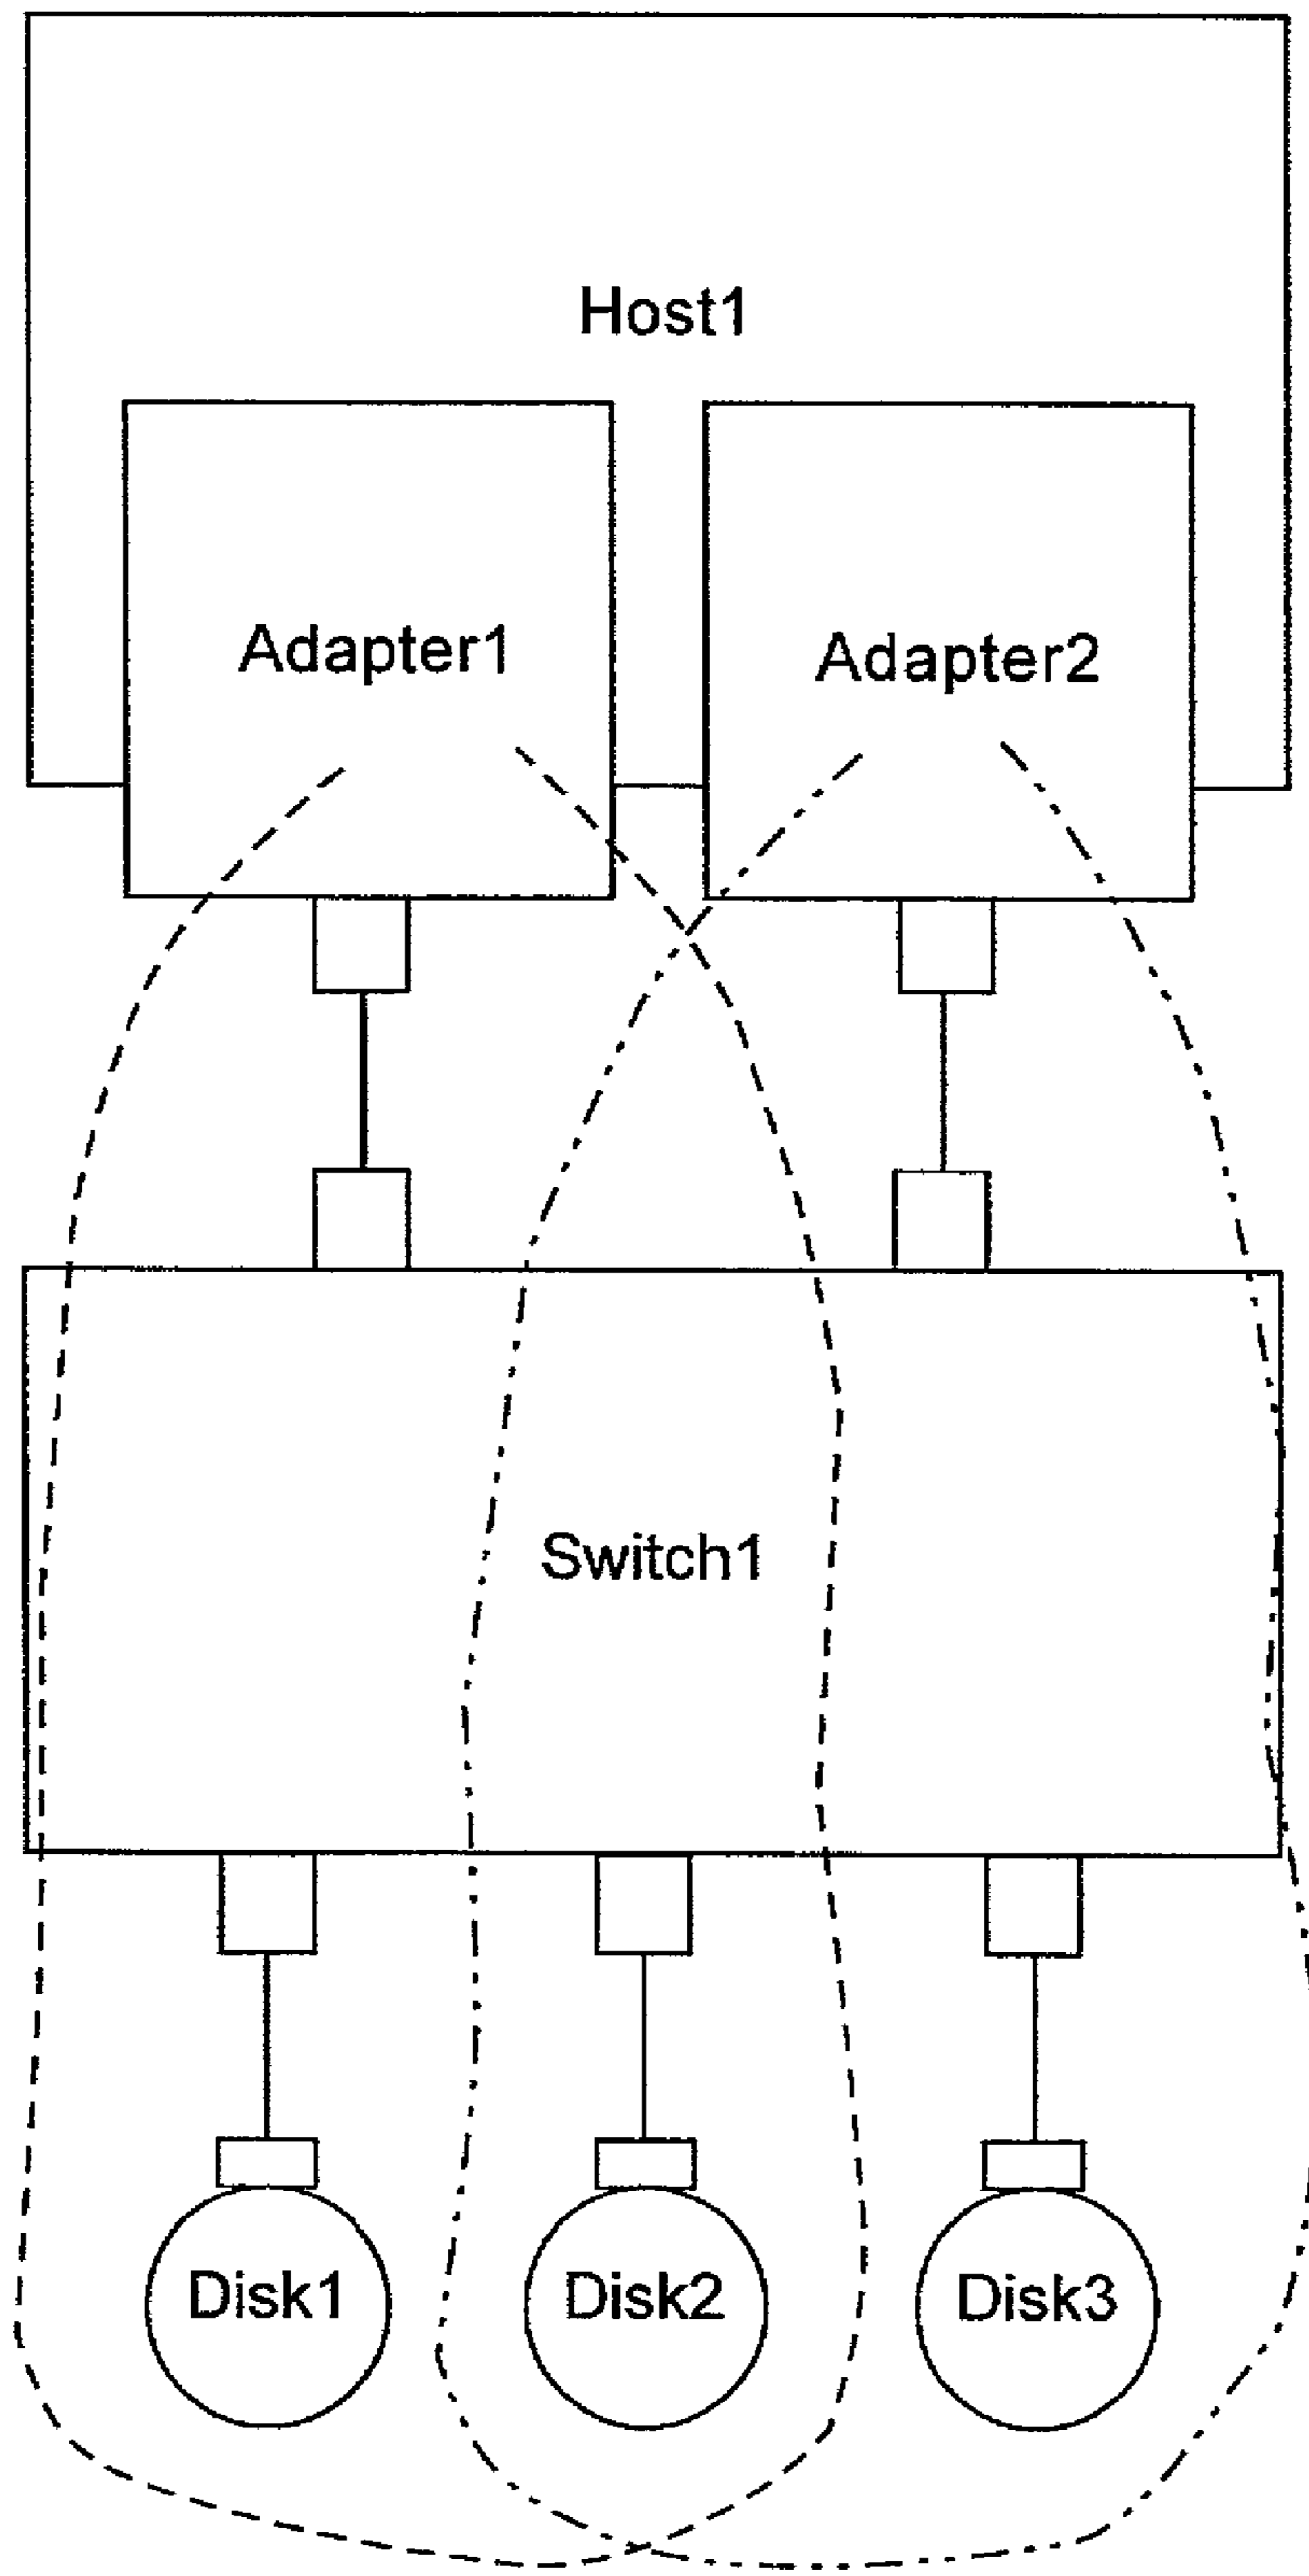 Host1
Adapter1
Adapter2
Switch1
Disk1
Disk2
Disk3